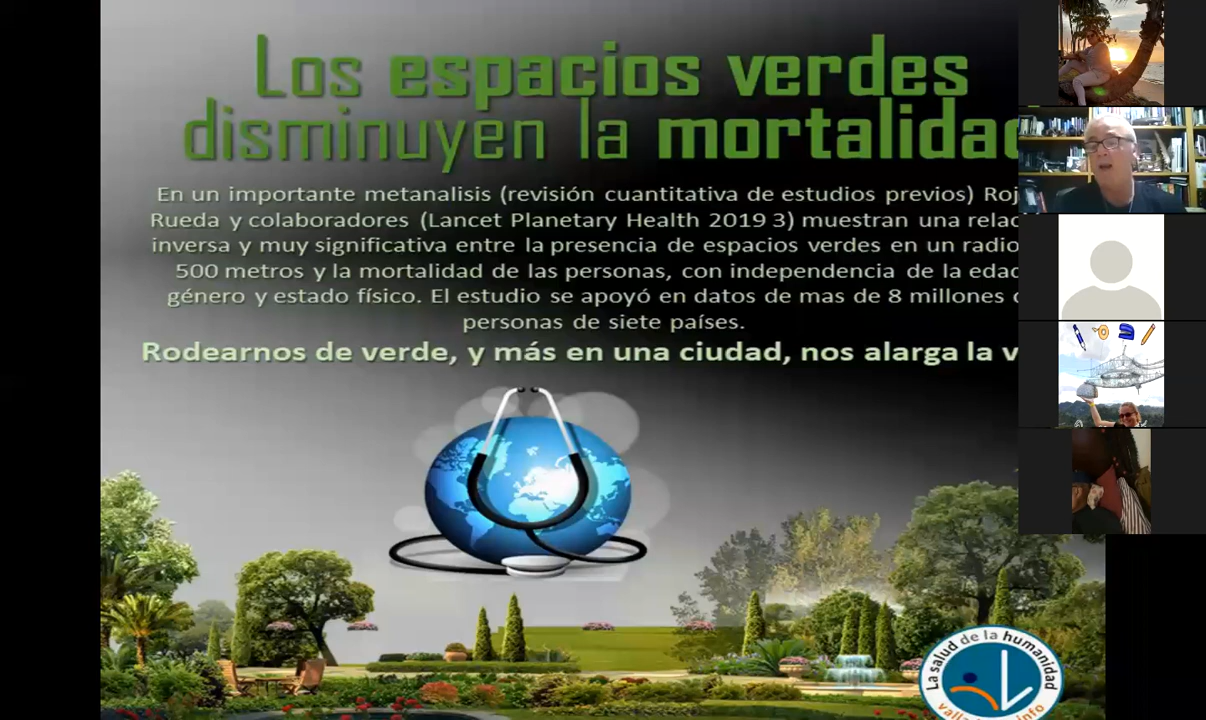 Los espacios verdes
disminuyen la mortalidad
En un importante metanalisis (revisión cuantitativa de estudios previos)
Rueda y colaboradores (Lancet Planetary Health 2019 3) muestran una
inversa y muy significativa entre la presencia de espacios verdes en un radio
500 metros y la mortalidad de las personas, con independencia de la edad
género y estado físico. El estudio se apoyó en datos de mas de 8 millones
personas de siete países.
Rodearnos de verde, y más en una ciudad, nos alarga la
La salud de la humanidad